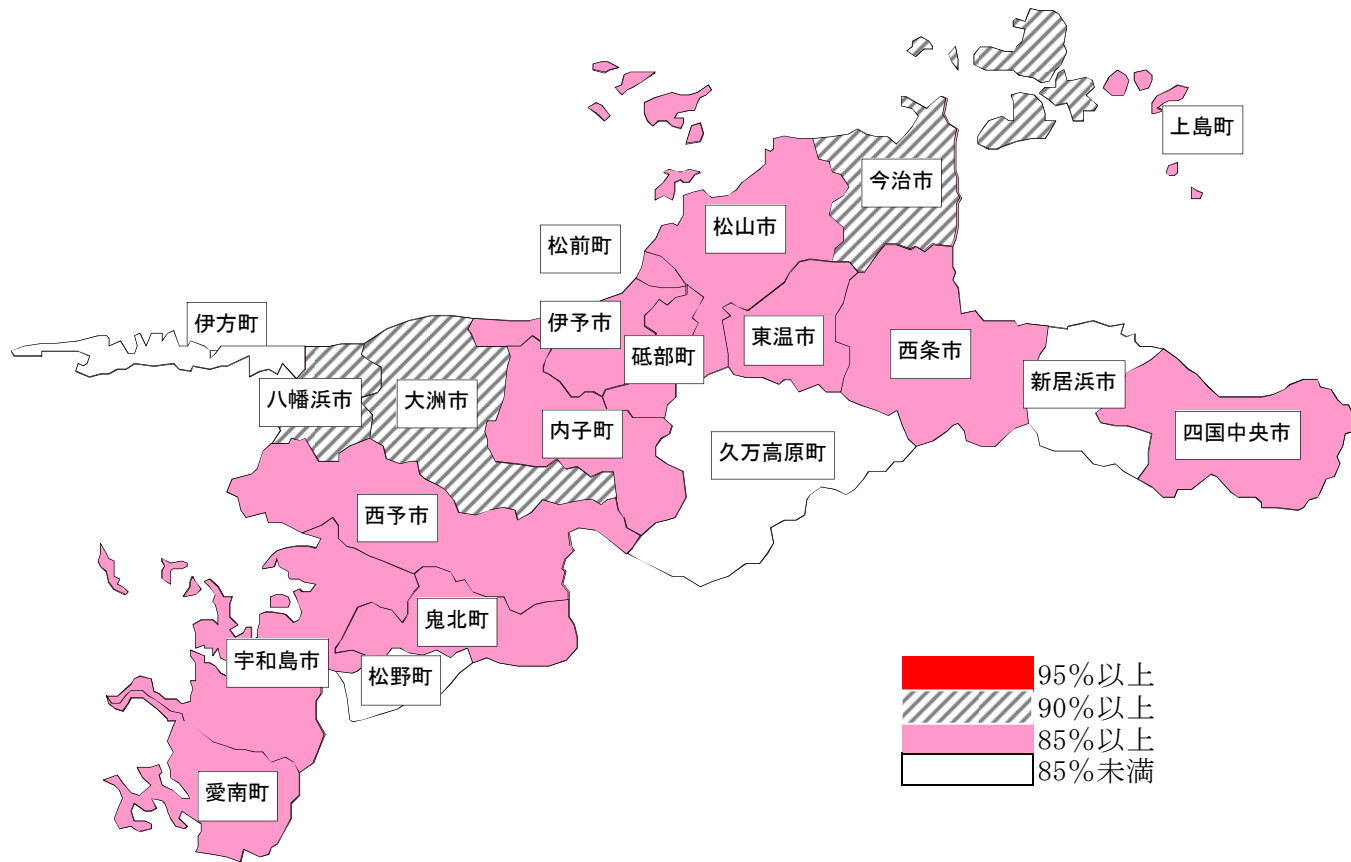 上島町
今治市
松山市
松前町
伊方町
伊予市
東温市
砥部町
西条市
新居浜市
八幡浜市
大洲市
内子町
四国中央市
久万高原町
西予市
鬼北町
宇和島市
松野町
愛南町
95%以上
90%以上
85%以上
85%未満